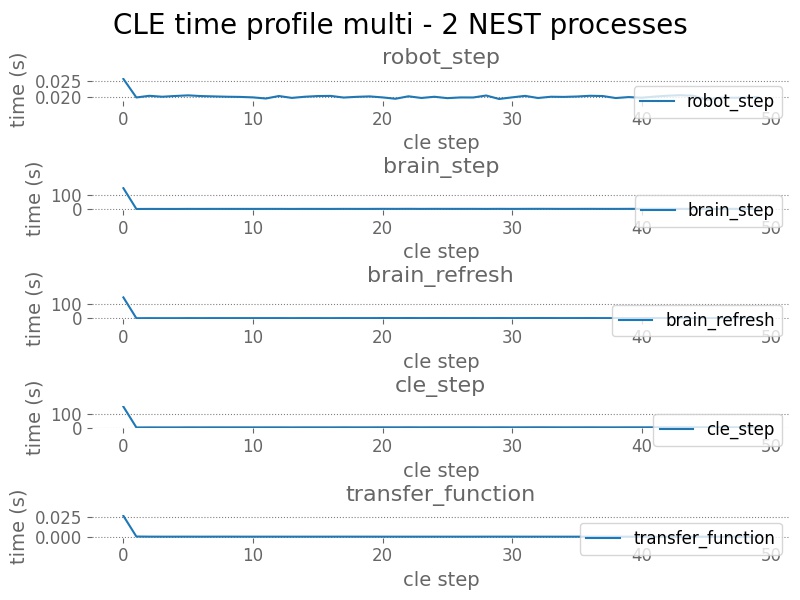 CLE time profile multi - 2 NEST processes
robot_step
time (s)
0.025
0.020
robot_step
0 10 20 30 40 50
cle step
brain_step
time (s)
100
0
brain_step
0 10 20 30 40 50
cle step
brain_refresh
time (s)
100
0
brain_refresh
0 10 20 30 40 50
cle step
cle_step
time (s)
100
0
cle_step
0 10 20 30 40 50
cle step
transfer_function
time (s)
0.025
0.000
transfer_function
0 10 20 30 40 50
cle step